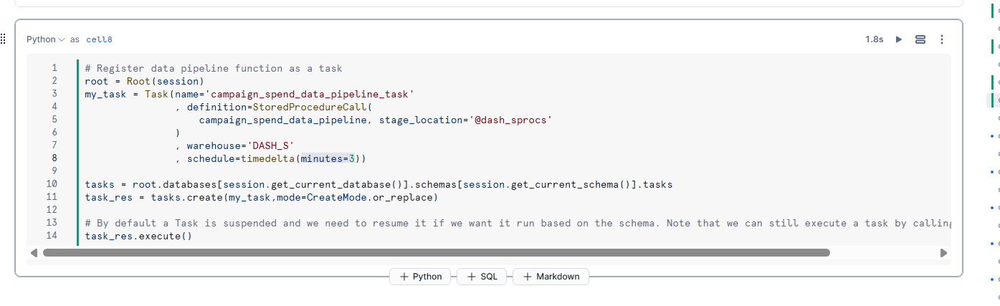 Python as cell8 1.8s
1 # Register data pipeline function as a task
2 root = Root(session)
3 my_task = Task(name='campaign_spend_data_pipeline_task'
4 , definition=StoredProcedureCall(
5 campaign_spend_data_pipeline, stage_location='@dash_sprocs'
6 )
7 , warehouse='DASH_S'
8 , schedule=timedelta(minutes=3))
9
10 tasks = root.databases[session.get_current_database()].schemas[session.get_current_schema()].tasks
11 task_res = tasks.create(my_task,mode=CreateMode.or_replace)
12
13 # By default a Task is suspended and we need to resume it if we want it run based on the schema. Note that we can still execute a task by calling
14 task_res.execute()
+ Python + SQL + Markdown